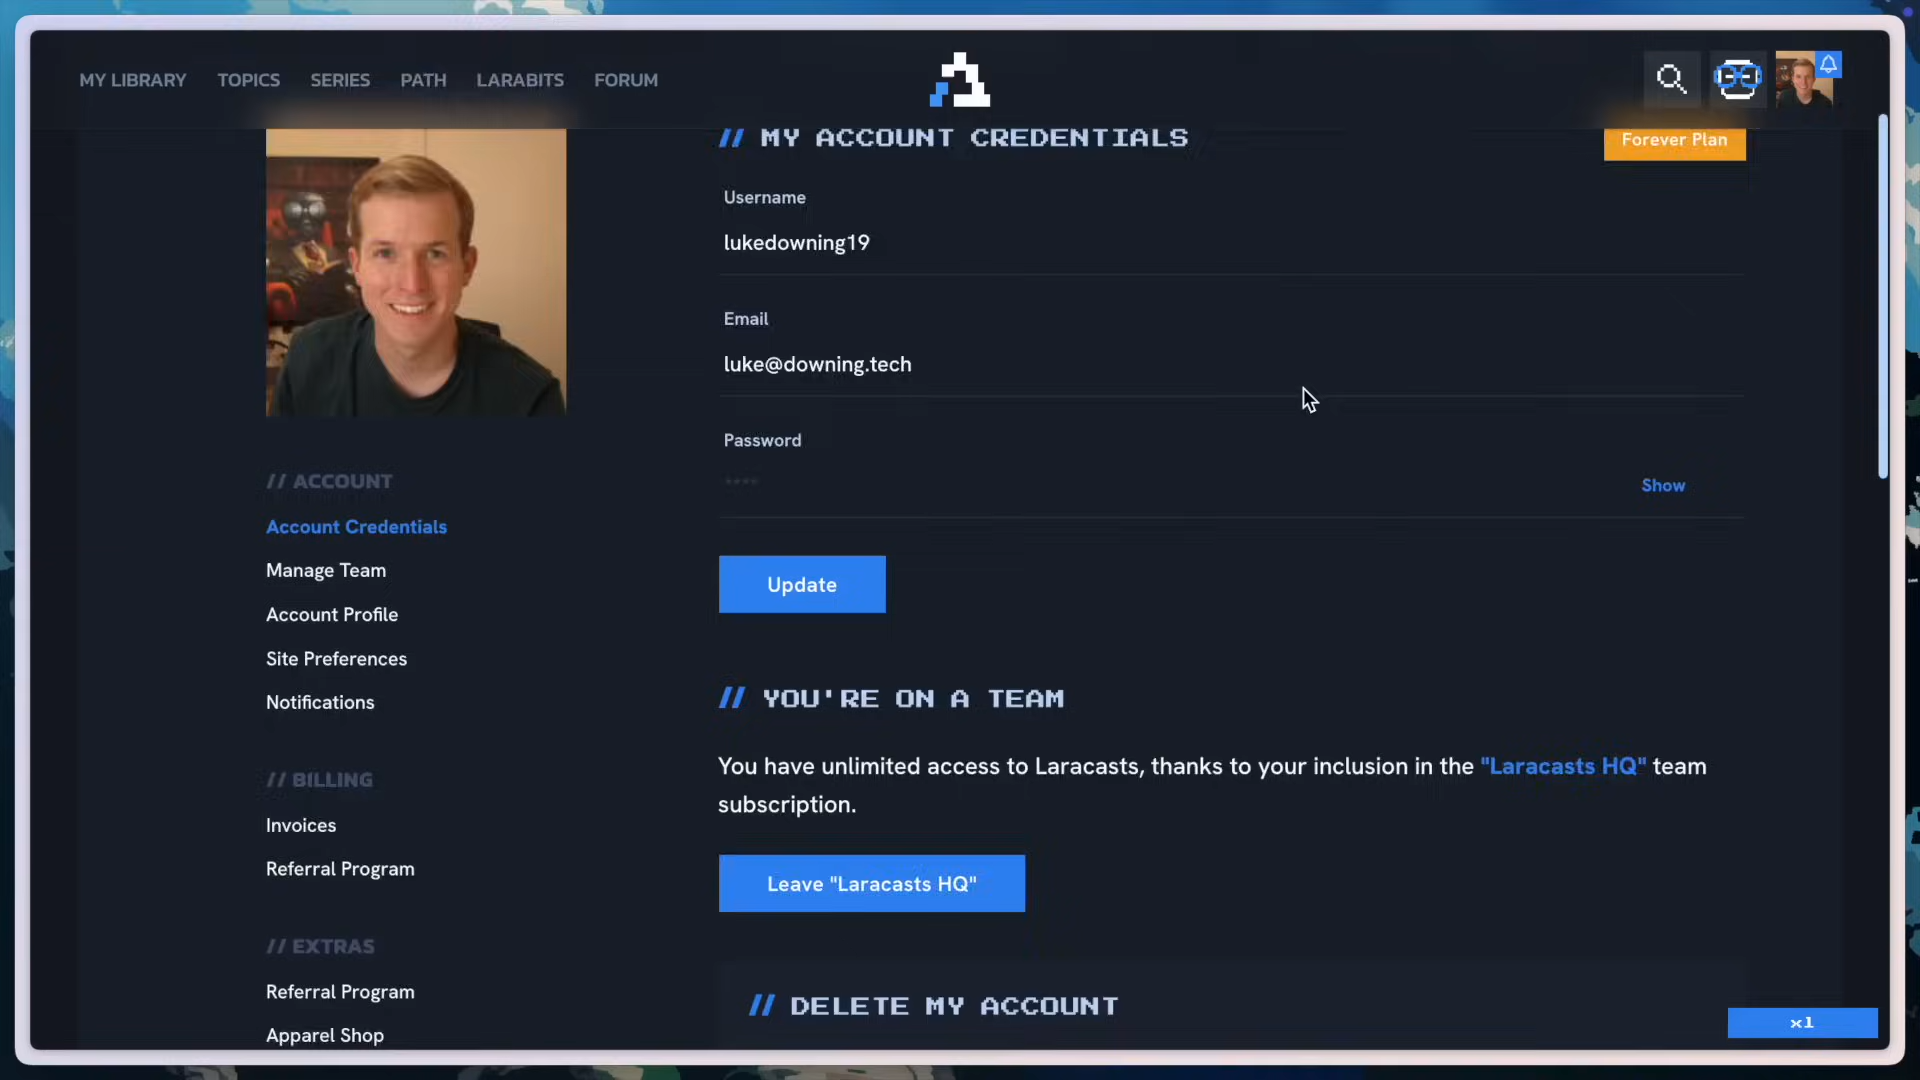 MY LIBRARY TOPICS SERIES PATH LARABITS FORUM
// MY ACCOUNT CREDENTIALS
Forever Plan
Username
lukedowning19
Email
luke@downing.tech
Password
****
Show
Update
// ACCOUNT
Account Credentials
Manage Team
Account Profile
Site Preferences
Notifications
// BILLING
Invoices
Referral Program
// EXTRAS
Referral Program
Apparel Shop
// YOU'RE ON A TEAM
You have unlimited access to Laracasts, thanks to your inclusion in the "Laracasts HQ" team
subscription.
Leave "Laracasts HQ"
// DELETE MY ACCOUNT
x1